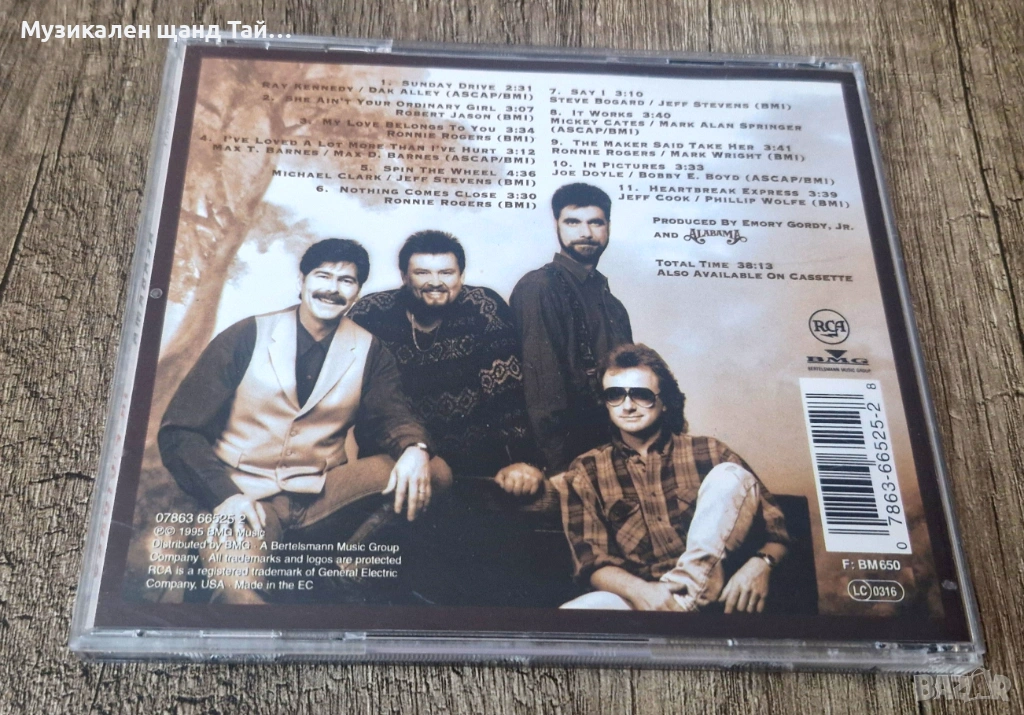 Музикален щанд Тай...
1. Sunday Drive 2:31
Ray Kennedy / Dak Alley (ASCAP/BMI)
2. She Ain't Your Ordinary Girl 3:07
Robert Jason (BMI)
3. My Love Belongs To You 3:34
Ronnie Rogers (BMI)
4. I've Loved A Lot More Than I've Hurt 3:12
Max T. Barnes / Max D. Barnes (ASCAP/BMI)
5. Spin The Wheel 4:36
Michael Clark / Jeff Stevens (BMI)
6. Nothing Comes Close 3:30
Ronnie Rogers (BMI)
7. Say I 3:10
Steve Bogard / Jeff Stevens (BMI)
8. It Works 3:40
Mickey Cates / Mark Alan Springer
(ASCAP/BMI)
9. The Maker Said Take Her 3:41
Ronnie Rogers / Mark Wright (BMI)
10. In Pictures 3:33
Joe Doyle / Bobby E. Boyd (ASCAP/BMI)
11. Heartbreak Express 3:39
Jeff Cook / Phillip Wolfe (BMI)
Produced By Emory Gordy, Jr.
and Alabama
Total Time 38:13
Also Available On Cassette
RCA
BMG
BERTELSMANN MUSIC GROUP
0 7863-66525-2 8
F: BM 650
LC 0316
07863 66525 2
℗© 1995 BMG Music
Distributed by BMG - A Bertelsmann Music Group
Company - All trademarks and logos are protected
RCA is a registered trademark of General Electric
Company, USA - Made in the EC
BAZAR